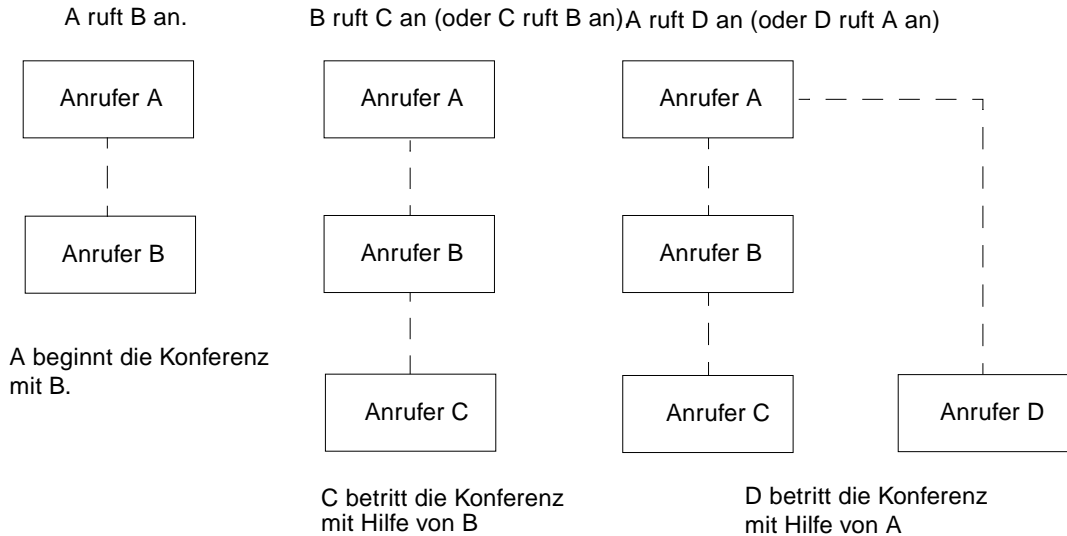 A ruft B an.
B ruft C an (oder C ruft B an)
A ruft D an (oder D ruft A an)
Anrufer A
Anrufer A
Anrufer A
Anrufer B
Anrufer B
Anrufer B
A beginnt die Konferenz
mit B.
Anrufer C
Anrufer C
Anrufer D
C betritt die Konferenz
mit Hilfe von B
D betritt die Konferenz
mit Hilfe von A